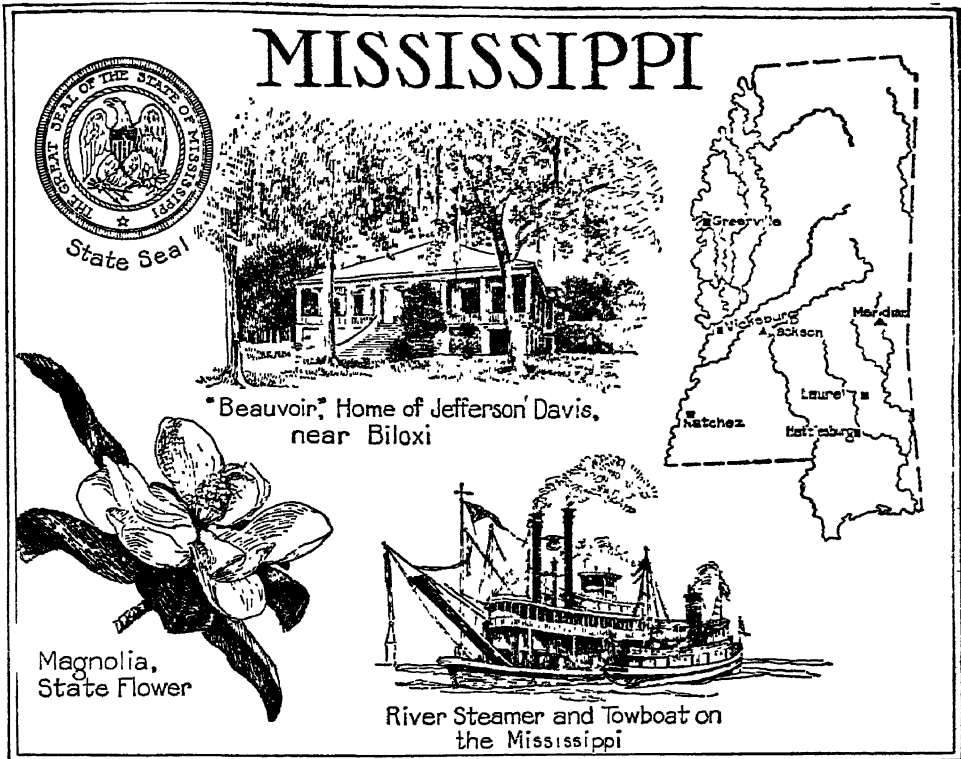 MISSISSIPPI
THE GREAT SEAL OF THE STATE OF MISSISSIPPI
State Seal
"Beauvoir," Home of Jefferson Davis,
near Biloxi
Greenville
Vicksburg
Jackson
Meridian
Laurel
Natchez
Hattiesburg
Magnolia,
State Flower
River Steamer and Towboat on
the Mississippi